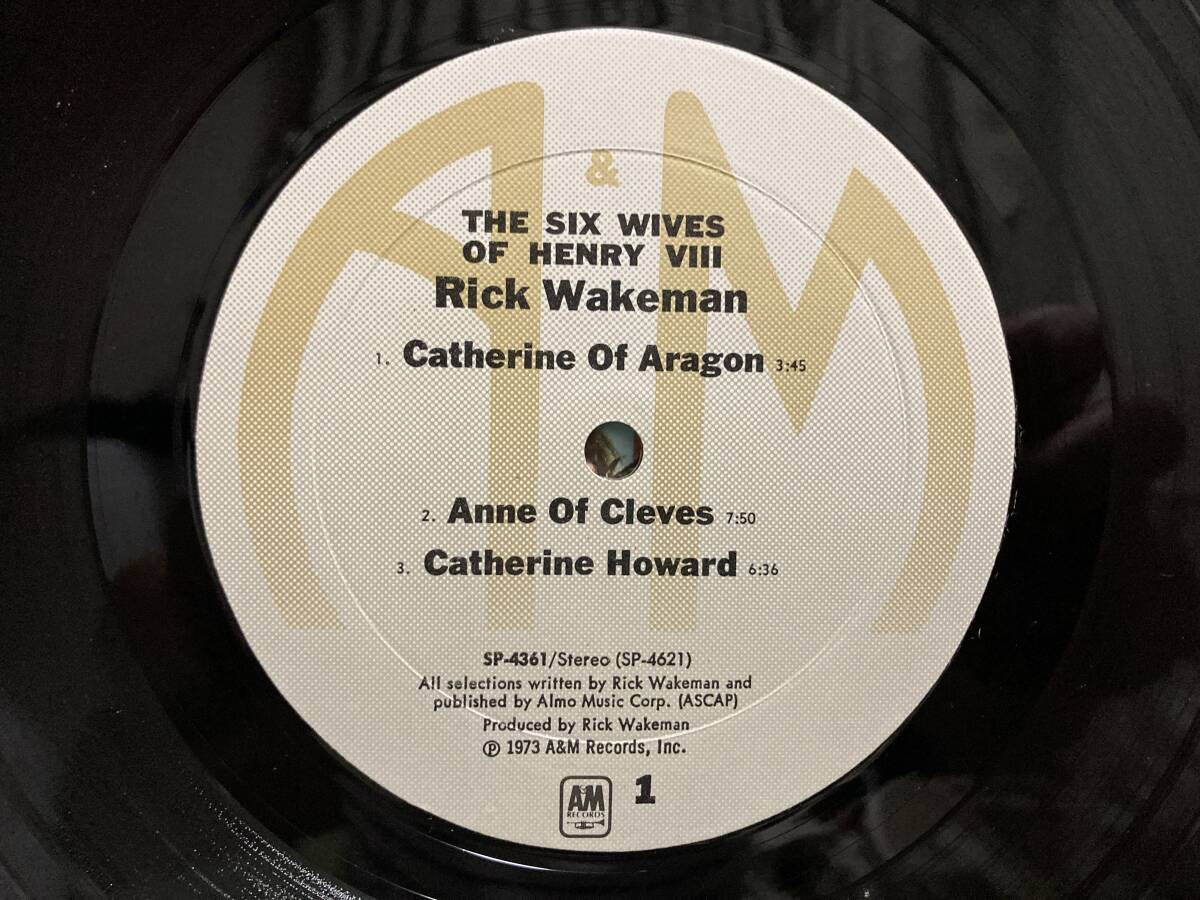 A & M
THE SIX WIVES
OF HENRY VIII
Rick Wakeman
1. Catherine Of Aragon 3:45
2. Anne Of Cleves 7:50
3. Catherine Howard 6:36
SP-4361/Stereo (SP-4621)
All selections written by Rick Wakeman and
published by Almo Music Corp. (ASCAP)
Produced by Rick Wakeman
℗ 1973 A&M Records, Inc.
A&M
RECORDS
1